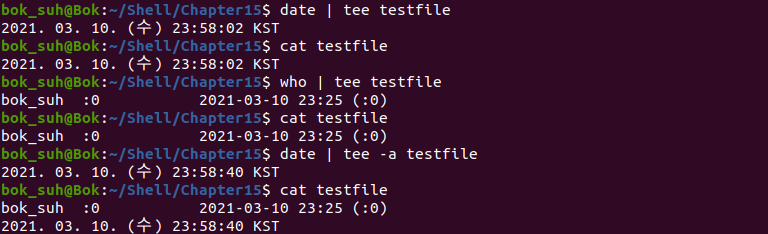 bok_suh@Bok:~/Shell/Chapter15$ date | tee testfile
2021. 03. 10. (수) 23:58:02 KST
bok_suh@Bok:~/Shell/Chapter15$ cat testfile
2021. 03. 10. (수) 23:58:02 KST
bok_suh@Bok:~/Shell/Chapter15$ who | tee testfile
bok_suh  :0           2021-03-10 23:25 (:0)
bok_suh@Bok:~/Shell/Chapter15$ cat testfile
bok_suh  :0           2021-03-10 23:25 (:0)
bok_suh@Bok:~/Shell/Chapter15$ date | tee -a testfile
2021. 03. 10. (수) 23:58:40 KST
bok_suh@Bok:~/Shell/Chapter15$ cat testfile
bok_suh  :0           2021-03-10 23:25 (:0)
2021. 03. 10. (수) 23:58:40 KST